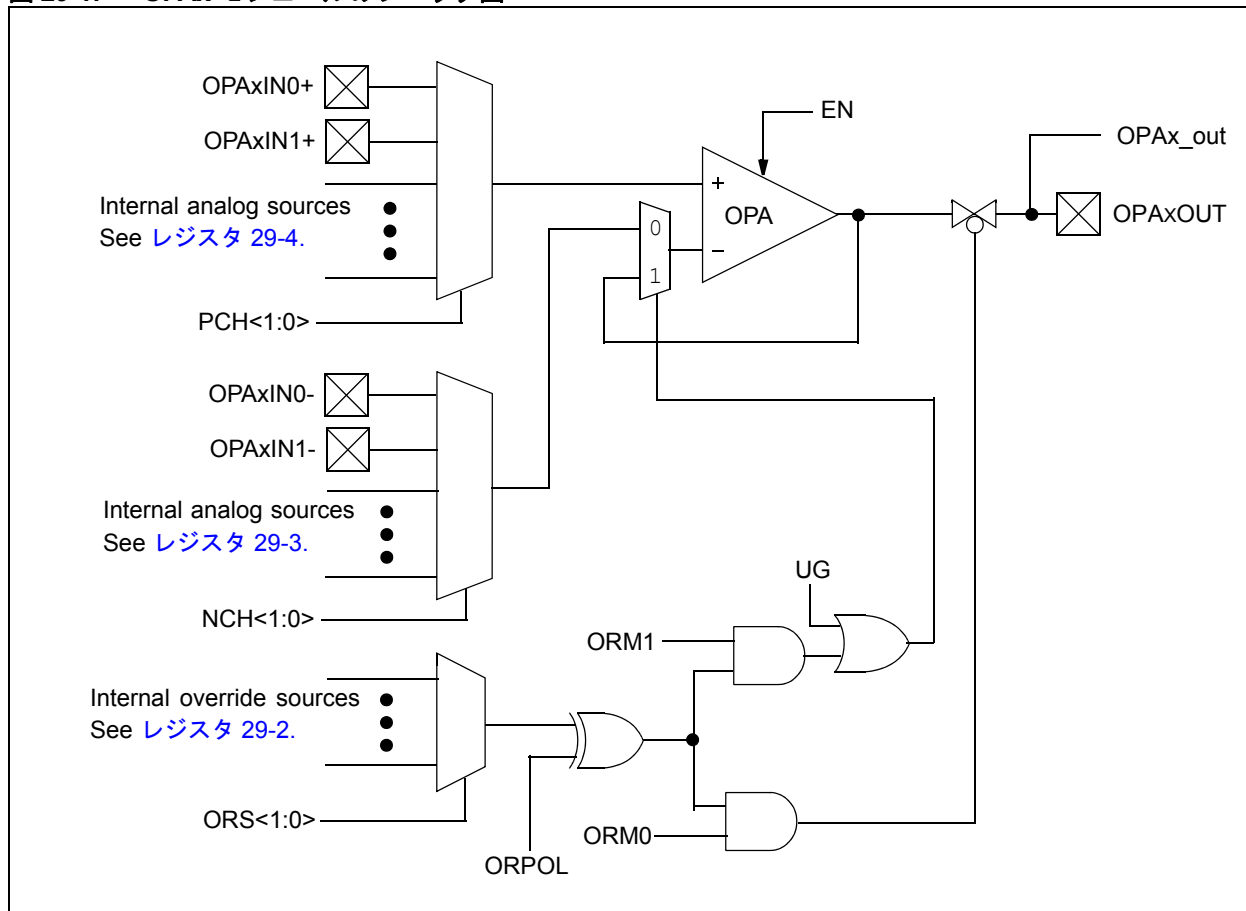 OPAxIN0+
OPAxIN1+
Internal analog sources
See レジスタ 29-4.
PCH<1:0>
EN
+
OPA
−
0
1
OPAx_out
OPAxOUT
OPAxIN0-
OPAxIN1-
Internal analog sources
See レジスタ 29-3.
NCH<1:0>
UG
ORM1
Internal override sources
See レジスタ 29-2.
ORS<1:0>
ORPOL
ORM0